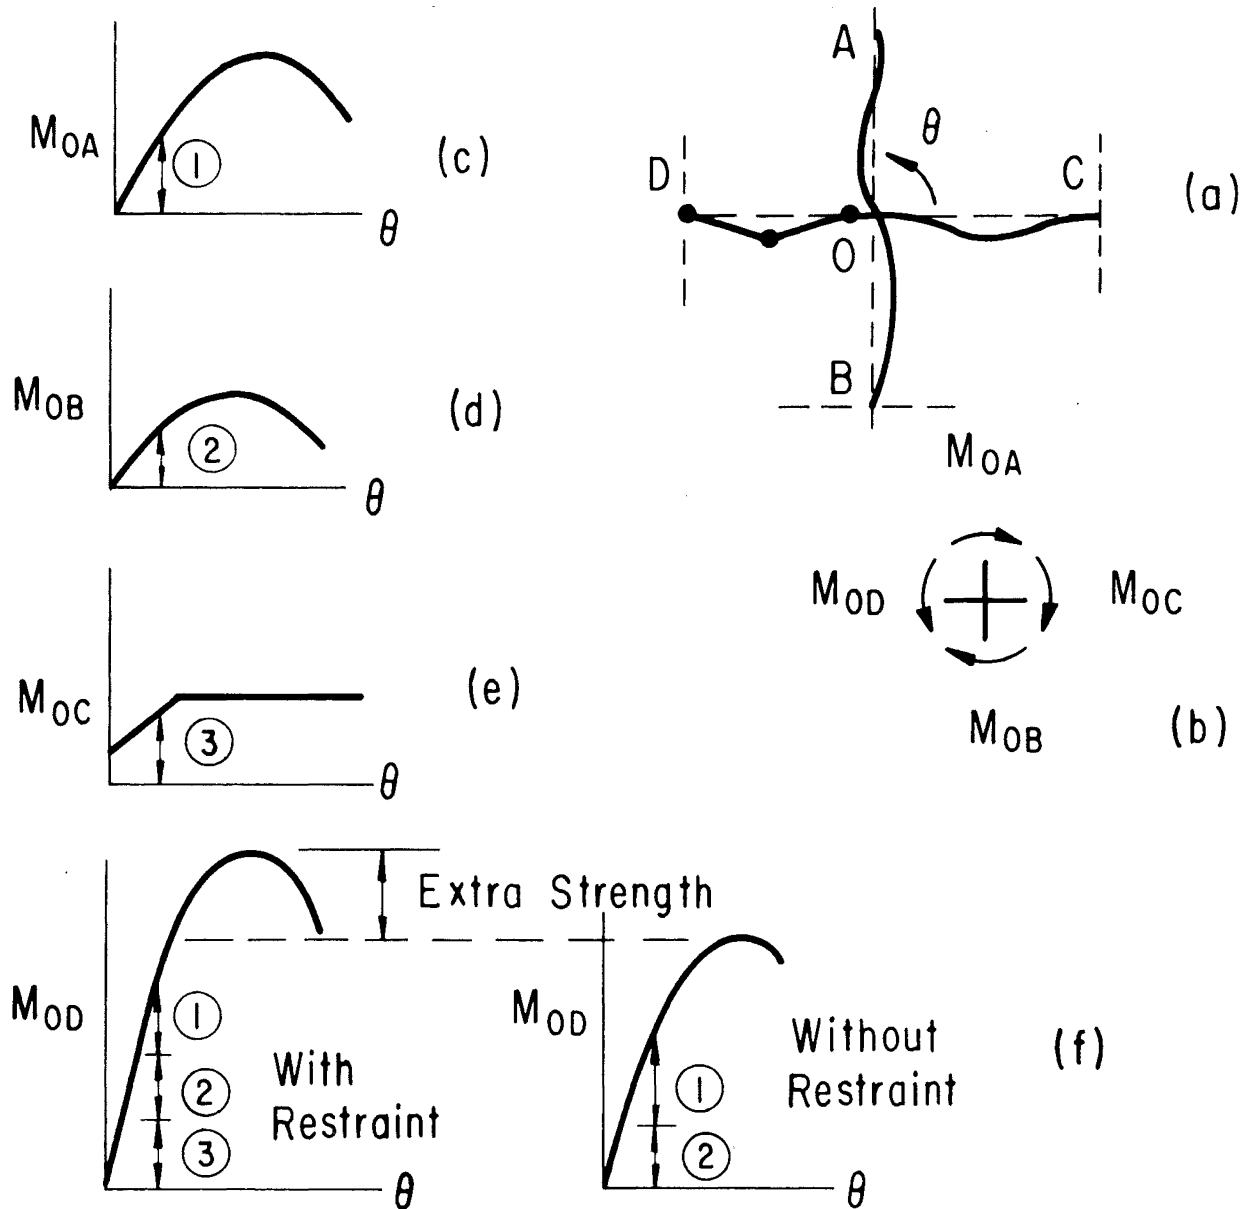 M_OA
①
θ
(c)
A
θ
D
C
O
B
(a)
M_OB
②
θ
(d)
M_OA
M_OD
M_OC
M_OB
(b)
M_OC
③
θ
(e)
Extra Strength
M_OD
①
②
③
With
Restraint
θ
M_OD
①
②
Without
Restraint
θ
(f)